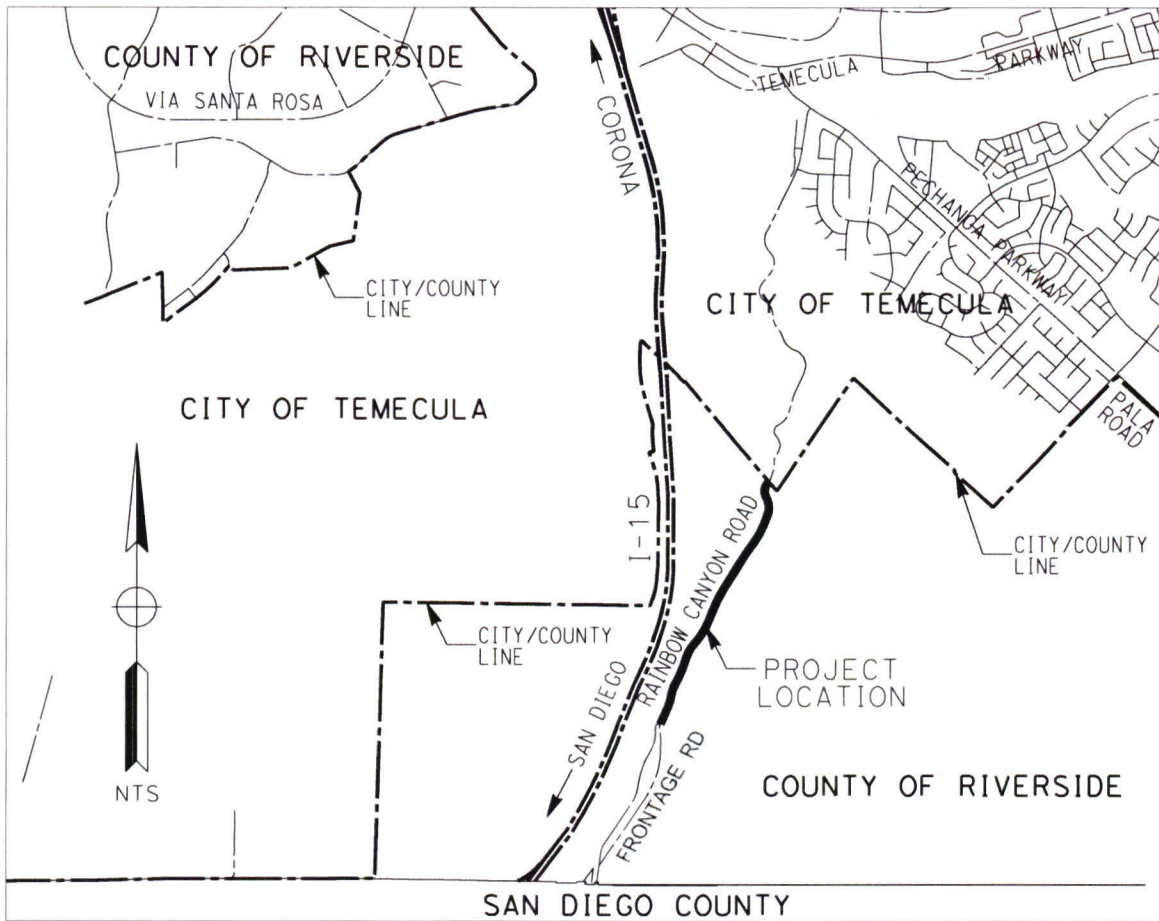 COUNTY OF RIVERSIDE
VIA SANTA ROSA
CORONA
TEMECULA PARKWAY
PECHANGA PARKWAY
CITY/COUNTY
LINE
CITY OF TEMECULA
CITY OF TEMECULA
PALA
ROAD
I-15
RAINBOW CANYON ROAD
CITY/COUNTY
LINE
CITY/COUNTY
LINE
PROJECT
LOCATION
SAN DIEGO
FRONTAGE RD
NTS
COUNTY OF RIVERSIDE
SAN DIEGO COUNTY